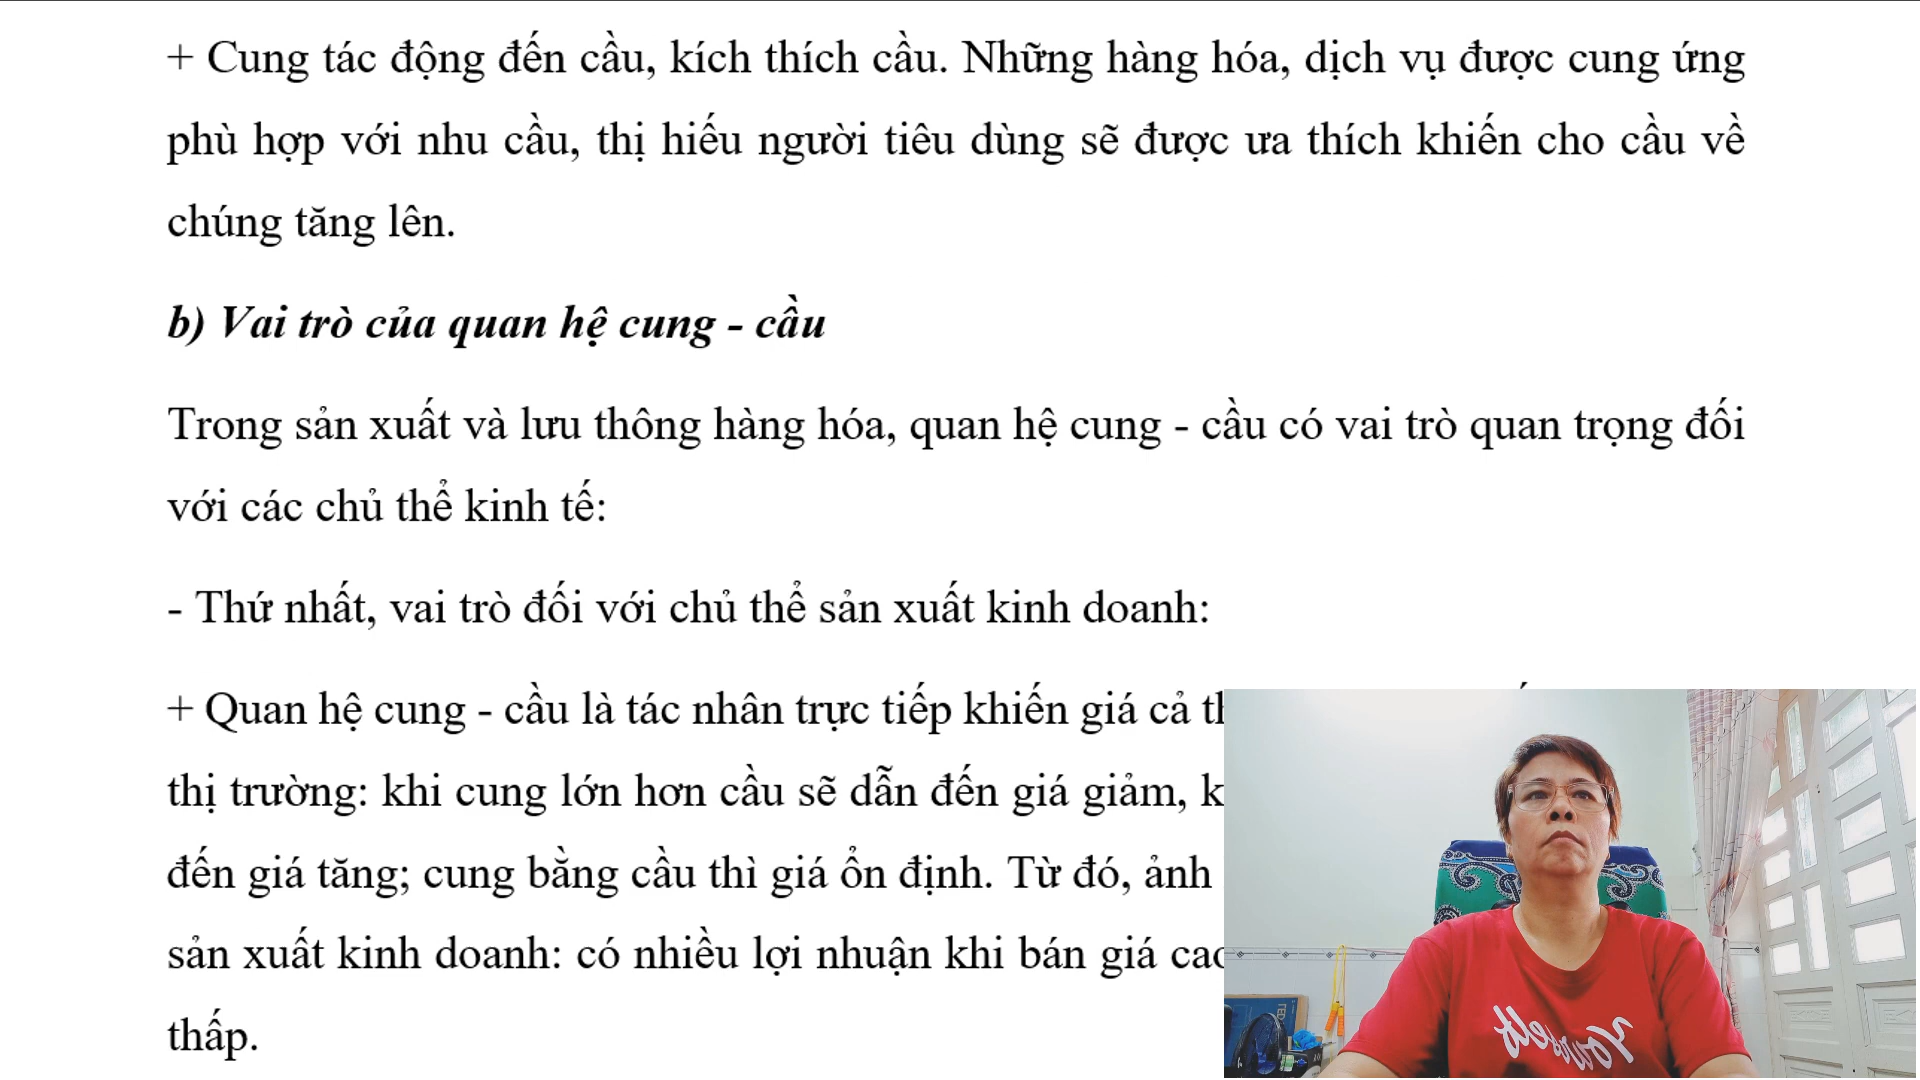 + Cung tác động đến cầu, kích thích cầu. Những hàng hóa, dịch vụ được cung ứng
phù hợp với nhu cầu, thị hiếu người tiêu dùng sẽ được ưa thích khiến cho cầu về
chúng tăng lên.
b) Vai trò của quan hệ cung - cầu
Trong sản xuất và lưu thông hàng hóa, quan hệ cung - cầu có vai trò quan trọng đối
với các chủ thể kinh tế:
- Thứ nhất, vai trò đối với chủ thể sản xuất kinh doanh:
+ Quan hệ cung - cầu là tác nhân trực tiếp khiến giá cả
thị trường: khi cung lớn hơn cầu sẽ dẫn đến giá giảm,
đến giá tăng; cung bằng cầu thì giá ổn định. Từ đó, ảnh
sản xuất kinh doanh: có nhiều lợi nhuận khi bán giá cao
thấp.
Yourself